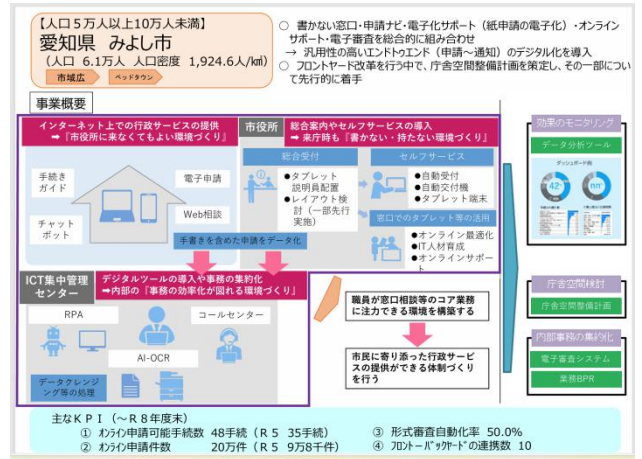 【人口5万人以上10万人未満】
愛知県 みよし市
(人口 6.1万人 人口密度 1,924.6人/k㎡)
市域広
ベッドタウン
○ 書かない窓口・申請ナビ・電子化サポート(紙申請の電子化)・オンライン
サポート・電子審査を総合的に組み合わせ
→ 汎用性の高いエンドトゥエンド(申請~通知)のデジタル化を導入
○ フロントヤード改革を行う中で、庁舎空間整備計画を策定し、その一部につい
て先行的に着手
事業概要
インターネット上での行政サービスの提供
➡『市役所に来なくてもよい環境づくり』
手続き
ガイド
電子申請
チャット
ボット
Web相談
手書きを含めた申請をデータ化
市役所
総合案内やセルフサービスの導入
➡来庁時も『書かない・持たない環境づくり』
総合受付
●タブレット
説明員配置
●レイアウト検
討(一部先行
実施)
セルフサービス
●自動受付
●自動交付機
●タブレット端末
窓口でのタブレット等の活用
●オンライン最適化
●IT人材育成
●オンラインサポー
ト
ICT集中管理
センター
デジタルツールの導入や事務の集約化
➡内部の『事務の効率化が図れる環境づくり』
RPA
コールセンター
AI-OCR
データクレンジ
ング等の処理
職員が窓口相談等のコア業務
に注力できる環境を構築する
市民に寄り添った行政サービ
スの提供ができる体制づくり
を行う
効果のモニタリング
データ分析ツール
ダッシュボード例
庁舎空間検討
庁舎空間整備計画
内部事務の集約化
電子審査システム
業務BPR
主なKPI(~R8年度末)
① オンライン申請可能手続数 48手続(R5 35手続)
② オンライン申請件数 20万件(R5 9万8千件)
③ 形式審査自動化率 50.0%
④ フロントーバックヤードの連携数 10